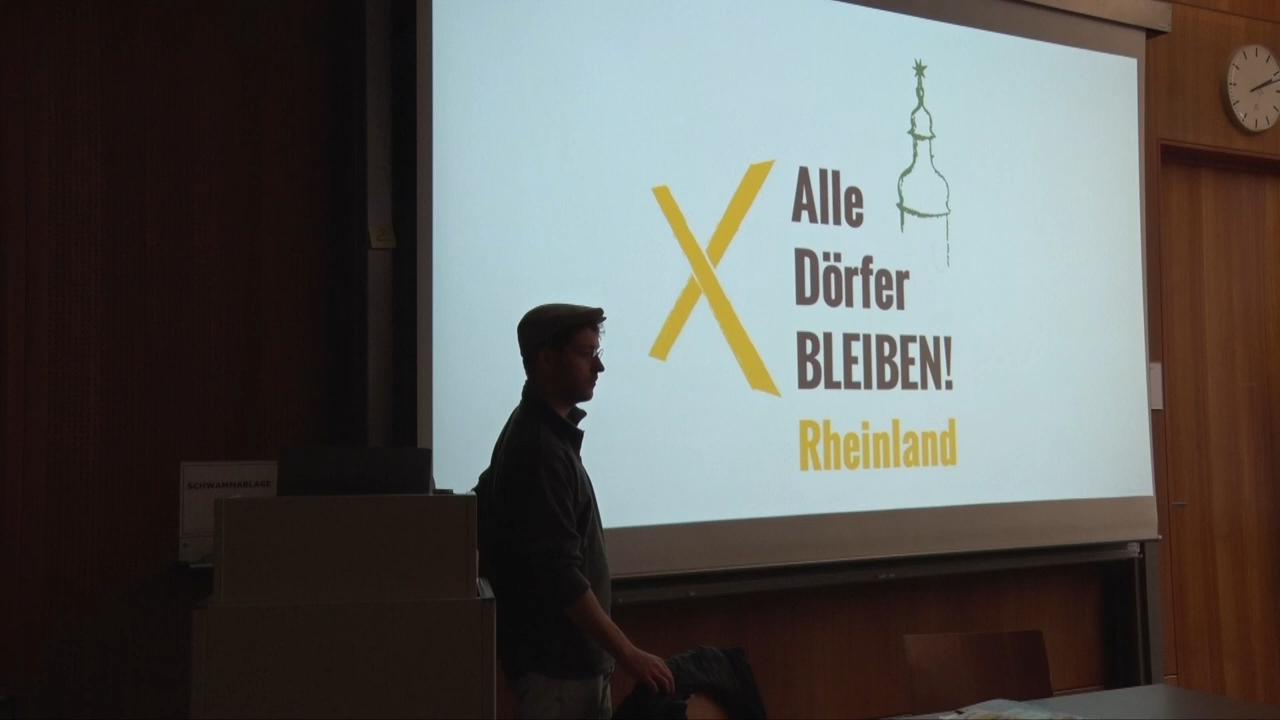 Alle
Dörfer
BLEIBEN!
Rheinland
SCHWAMMABLAGE